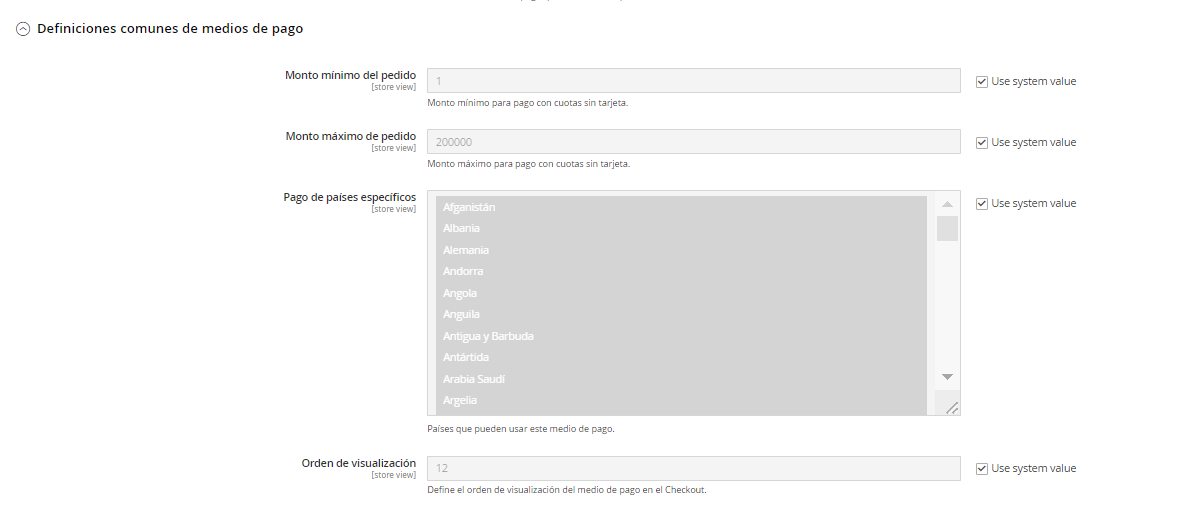 Definiciones comunes de medios de pago
Monto mínimo del pedido
[store view]
1
Use system value
Monto mínimo para pago con cuotas sin tarjeta.
Monto máximo de pedido
[store view]
200000
Use system value
Monto máximo para pago con cuotas sin tarjeta.
Pago de países específicos
[store view]
Afganistán
Albania
Alemania
Andorra
Angola
Anguila
Antigua y Barbuda
Antártida
Arabia Saudí
Argelia
Use system value
Países que pueden usar este medio de pago.
Orden de visualización
[store view]
12
Use system value
Define el orden de visualización del medio de pago en el Checkout.